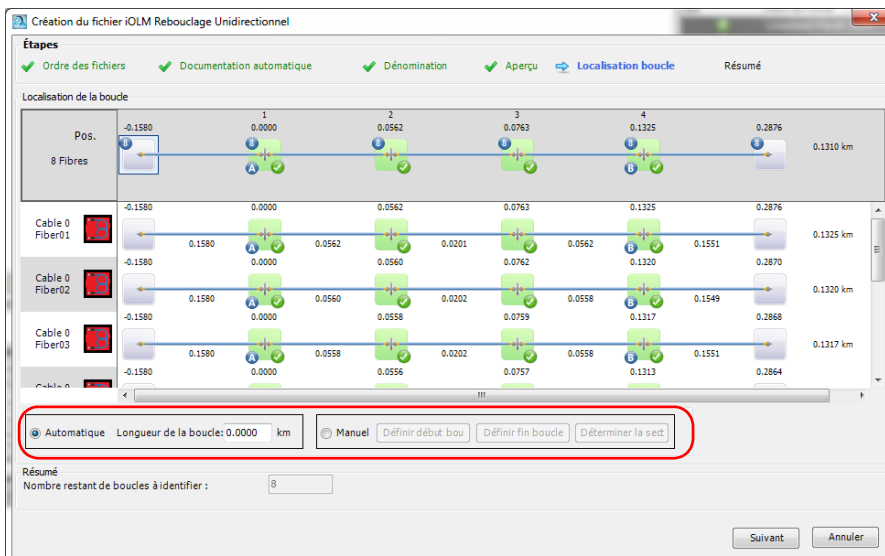 Création du fichier iOLM Rebouclage Unidirectionnel
Étapes
Ordre des fichiers Documentation automatique Dénomination Aperçu Localisation boucle Résumé
Localisation de la boucle
1 2 3 4
Pos. -0.1580 0.0000 0.0562 0.0763 0.1325 0.2876
8 8 8 8 8 8
8 Fibres 0.1310 km
A B
-0.1580 0.0000 0.0562 0.0763 0.1325 0.2876
Cable 0
Fiber01 0.1325 km
0.1580 A 0.0562 0.0201 0.0562 B 0.1551
-0.1580 0.0000 0.0560 0.0762 0.1320 0.2870
Cable 0
Fiber02 0.1320 km
0.1580 A 0.0560 0.0202 0.0558 B 0.1549
-0.1580 0.0000 0.0558 0.0759 0.1317 0.2868
Cable 0
Fiber03 0.1317 km
0.1580 A 0.0558 0.0202 0.0558 B 0.1551
-0.1580 0.0000 0.0556 0.0757 0.1313 0.2864
Cable 0
Automatique Longueur de la boucle: 0.0000 km Manuel Définir début bou Définir fin boucle Déterminer la sect
Résumé
Nombre restant de boucles à identifier : 8
Suivant Annuler